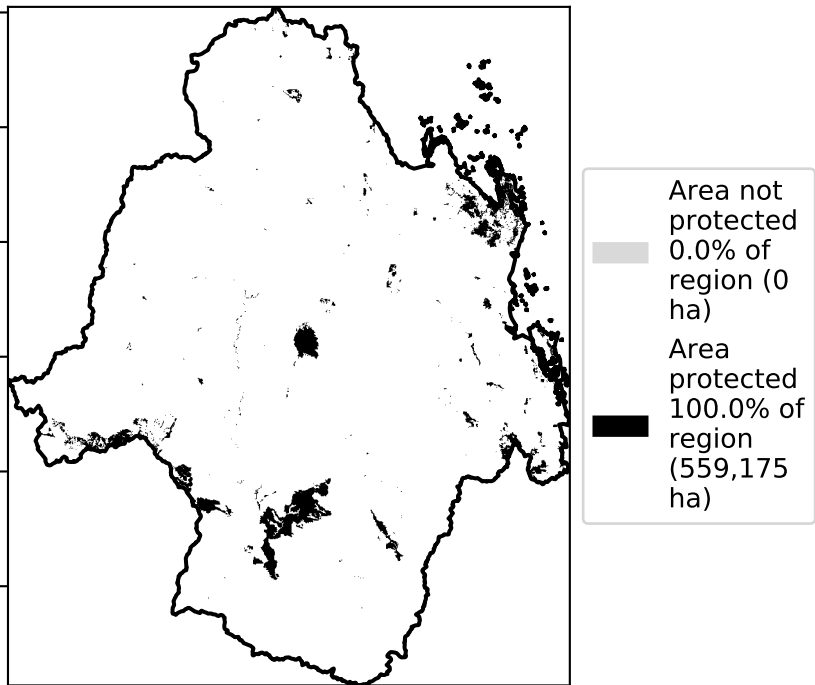 Area not
protected
0.0% of
region (0
ha)
Area
protected
100.0% of
region
(559,175
ha)